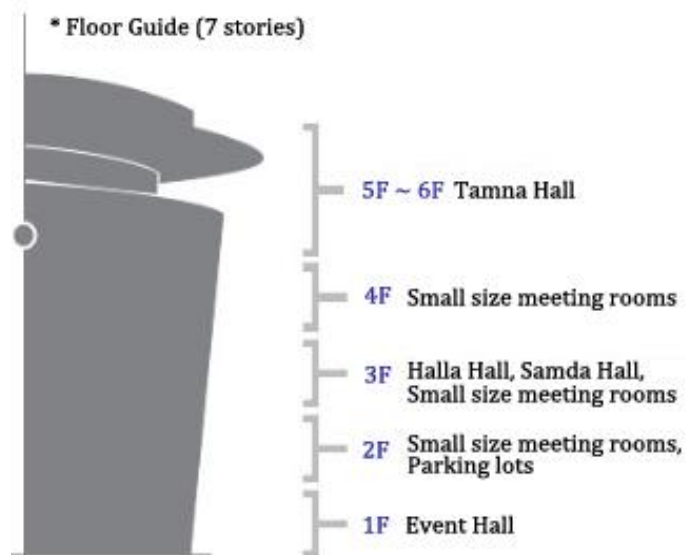 * Floor Guide (7 stories)
5F ~ 6F Tamna Hall
4F Small size meeting rooms
3F Halla Hall, Samda Hall,
Small size meeting rooms
2F Small size meeting rooms,
Parking lots
1F Event Hall